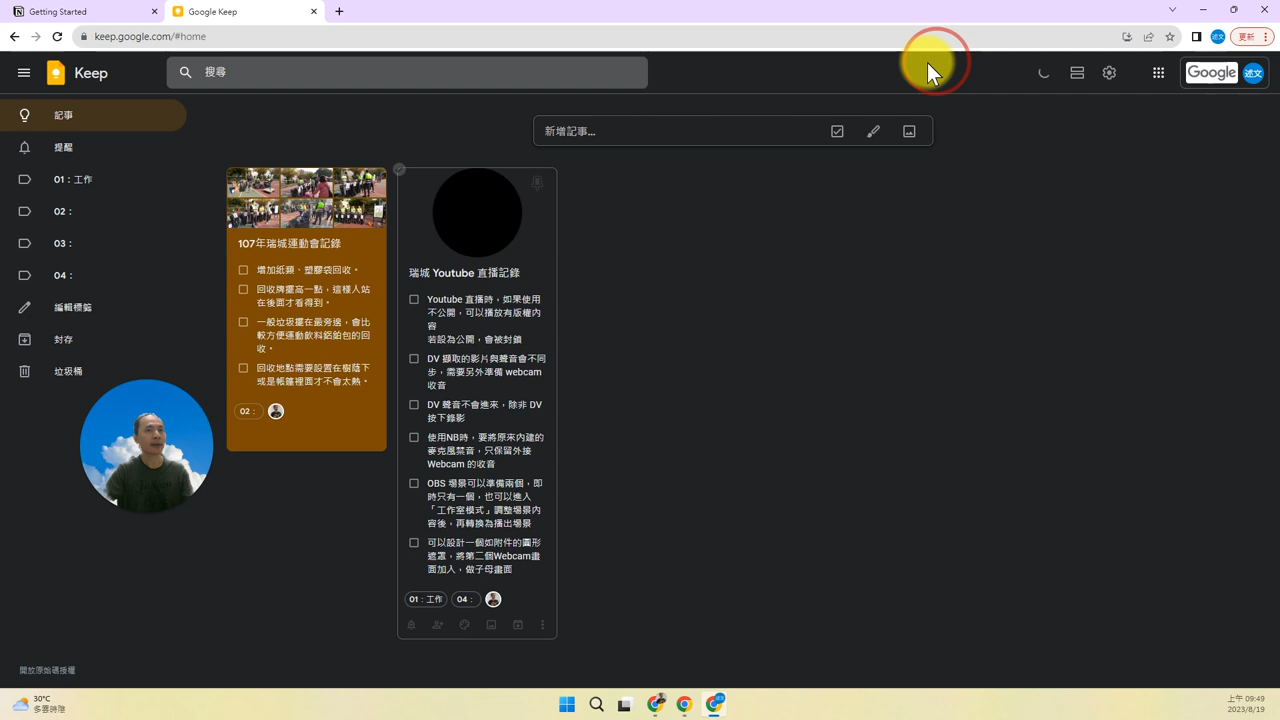 Getting Started
Google Keep
keep.google.com/#home
述文
更新
Keep
搜尋
Google
述文
記事
提醒
01：工作
02：
03：
04：
編輯標籤
封存
垃圾桶
新增記事...
107年瑞城運動會記錄
增加紙類、塑膠袋回收。
回收牌擺高一點，這樣人站
在後面才看得到。
一般垃圾擺在最旁邊，會比
較方便運動飲料鋁鉑包的回
收。
回收地點需要設置在樹蔭下
或是帳篷裡面才不會太熱。
02：
瑞城 Youtube 直播記錄
Youtube 直播時，如果使用
不公開，可以播放有版權內
容
若設為公開，會被封鎖
DV 擷取的影片與聲音會不同
步，需要另外準備 webcam
收音
DV 聲音不會進來，除非 DV
按下錄影
使用NB時，要將原來內建的
麥克風禁音，只保留外接
Webcam 的收音
OBS 場景可以準備兩個，即
時只有一個，也可以進入
「工作室模式」調整場景內
容後，再轉換為播出場景
可以設計一個如附件的圓形
遮罩，將第二個Webcam畫
面加入，做子母畫面
01：工作
04：
開放原始碼授權
30°C
多雲時陰
上午 09:49
2023/8/19